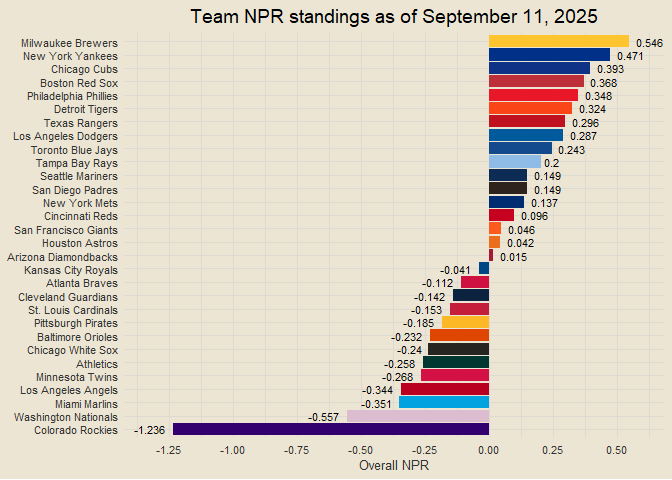 Team NPR standings as of September 11, 2025
Milwaukee Brewers 0.546
New York Yankees 0.471
Chicago Cubs 0.393
Boston Red Sox 0.368
Philadelphia Phillies 0.348
Detroit Tigers 0.324
Texas Rangers 0.296
Los Angeles Dodgers 0.287
Toronto Blue Jays 0.243
Tampa Bay Rays 0.2
Seattle Mariners 0.149
San Diego Padres 0.149
New York Mets 0.137
Cincinnati Reds 0.096
San Francisco Giants 0.046
Houston Astros 0.042
Arizona Diamondbacks 0.015
Kansas City Royals -0.041
Atlanta Braves -0.112
Cleveland Guardians -0.142
St. Louis Cardinals -0.153
Pittsburgh Pirates -0.185
Baltimore Orioles -0.232
Chicago White Sox -0.24
Athletics -0.258
Minnesota Twins -0.268
Los Angeles Angels -0.344
Miami Marlins -0.351
Washington Nationals -0.557
Colorado Rockies -1.236
-1.25 -1.00 -0.75 -0.50 -0.25 0.00 0.25 0.50
Overall NPR